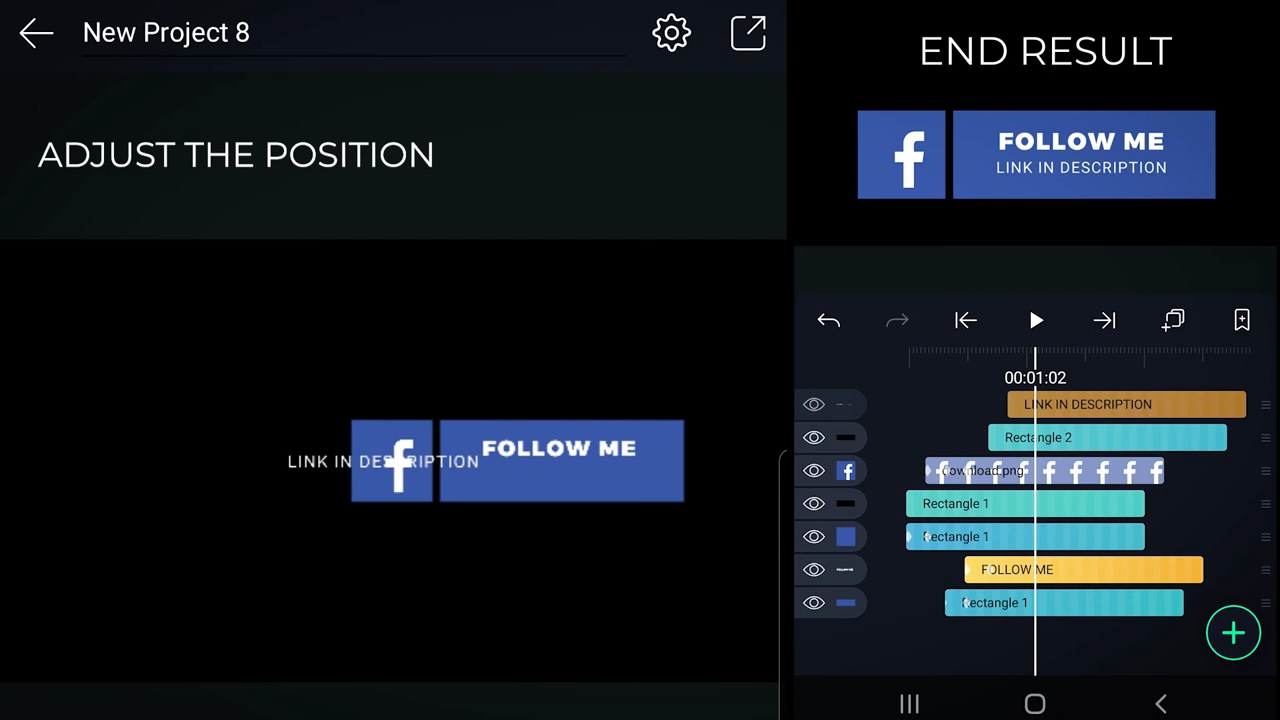 New Project 8
ADJUST THE POSITION
LINK IN DESCRIPTION
FOLLOW ME
END RESULT
f
FOLLOW ME
LINK IN DESCRIPTION
00:01:02
LINK IN DESCRIPTION
Rectangle 2
download.png
Rectangle 1
Rectangle 1
FOLLOW ME
Rectangle 1